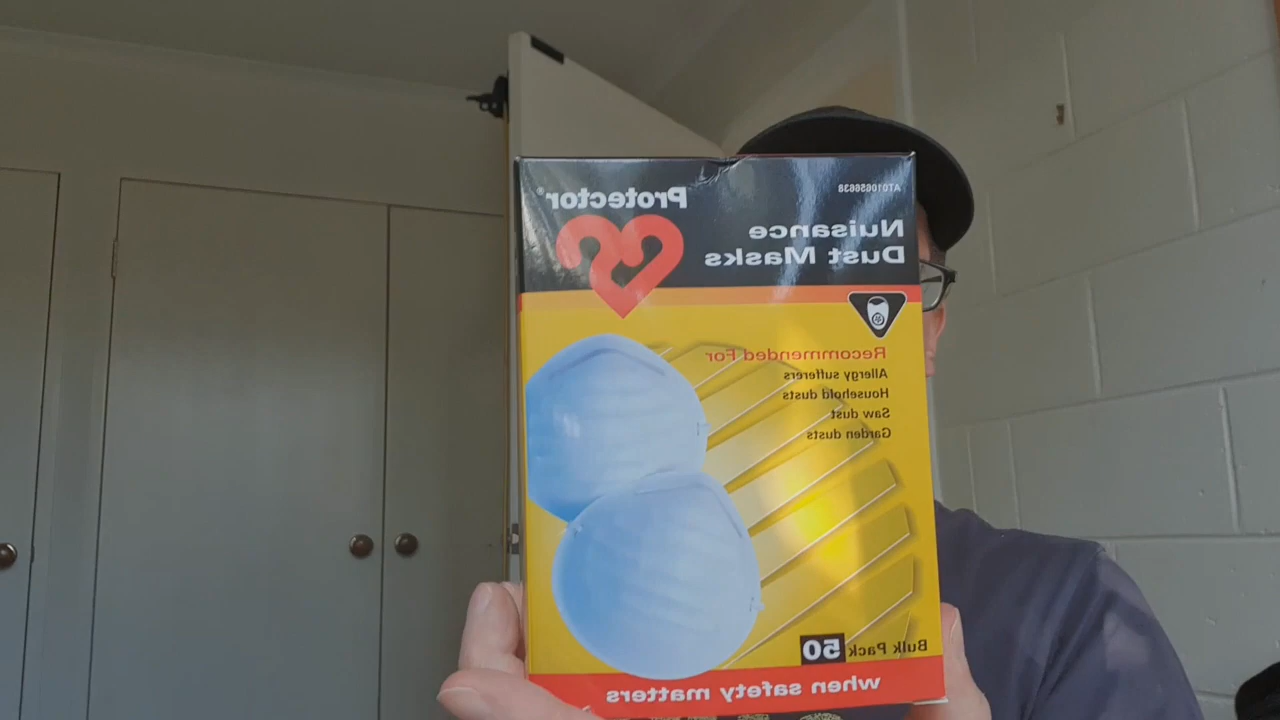 Protector®
AT010656638
Nuisance
Dust Masks
Recommended For
Allergy sufferers
Household dusts
Saw dust
Garden dusts
Bulk Pack 50
when safety matters